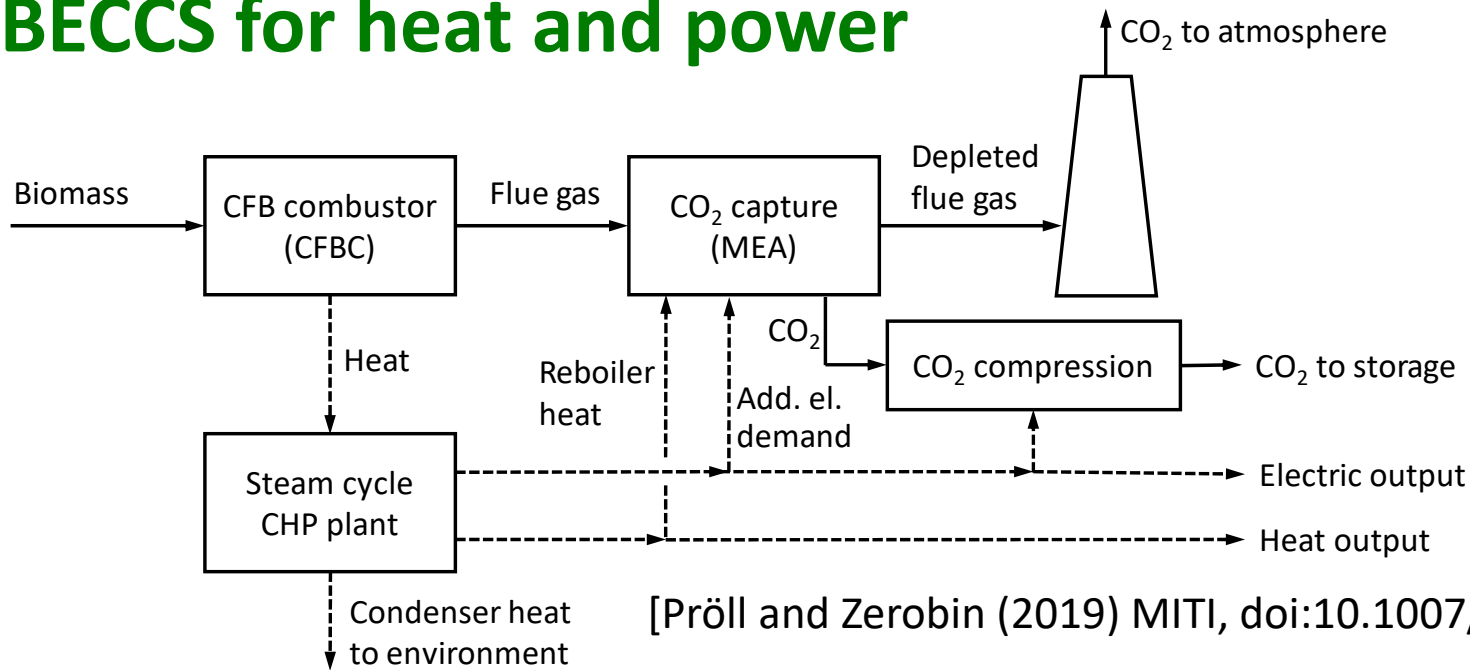 BECCS for heat and power
CO₂ to atmosphere
Biomass
CFB combustor
(CFBC)
Flue gas
CO₂ capture
(MEA)
Depleted
flue gas
Heat
Reboiler
heat
Add. el.
demand
CO₂
CO₂ compression
CO₂ to storage
Steam cycle
CHP plant
Electric output
Heat output
Condenser heat
to environment
[Pröll and Zerobin (2019) MITI, doi:10.1007/